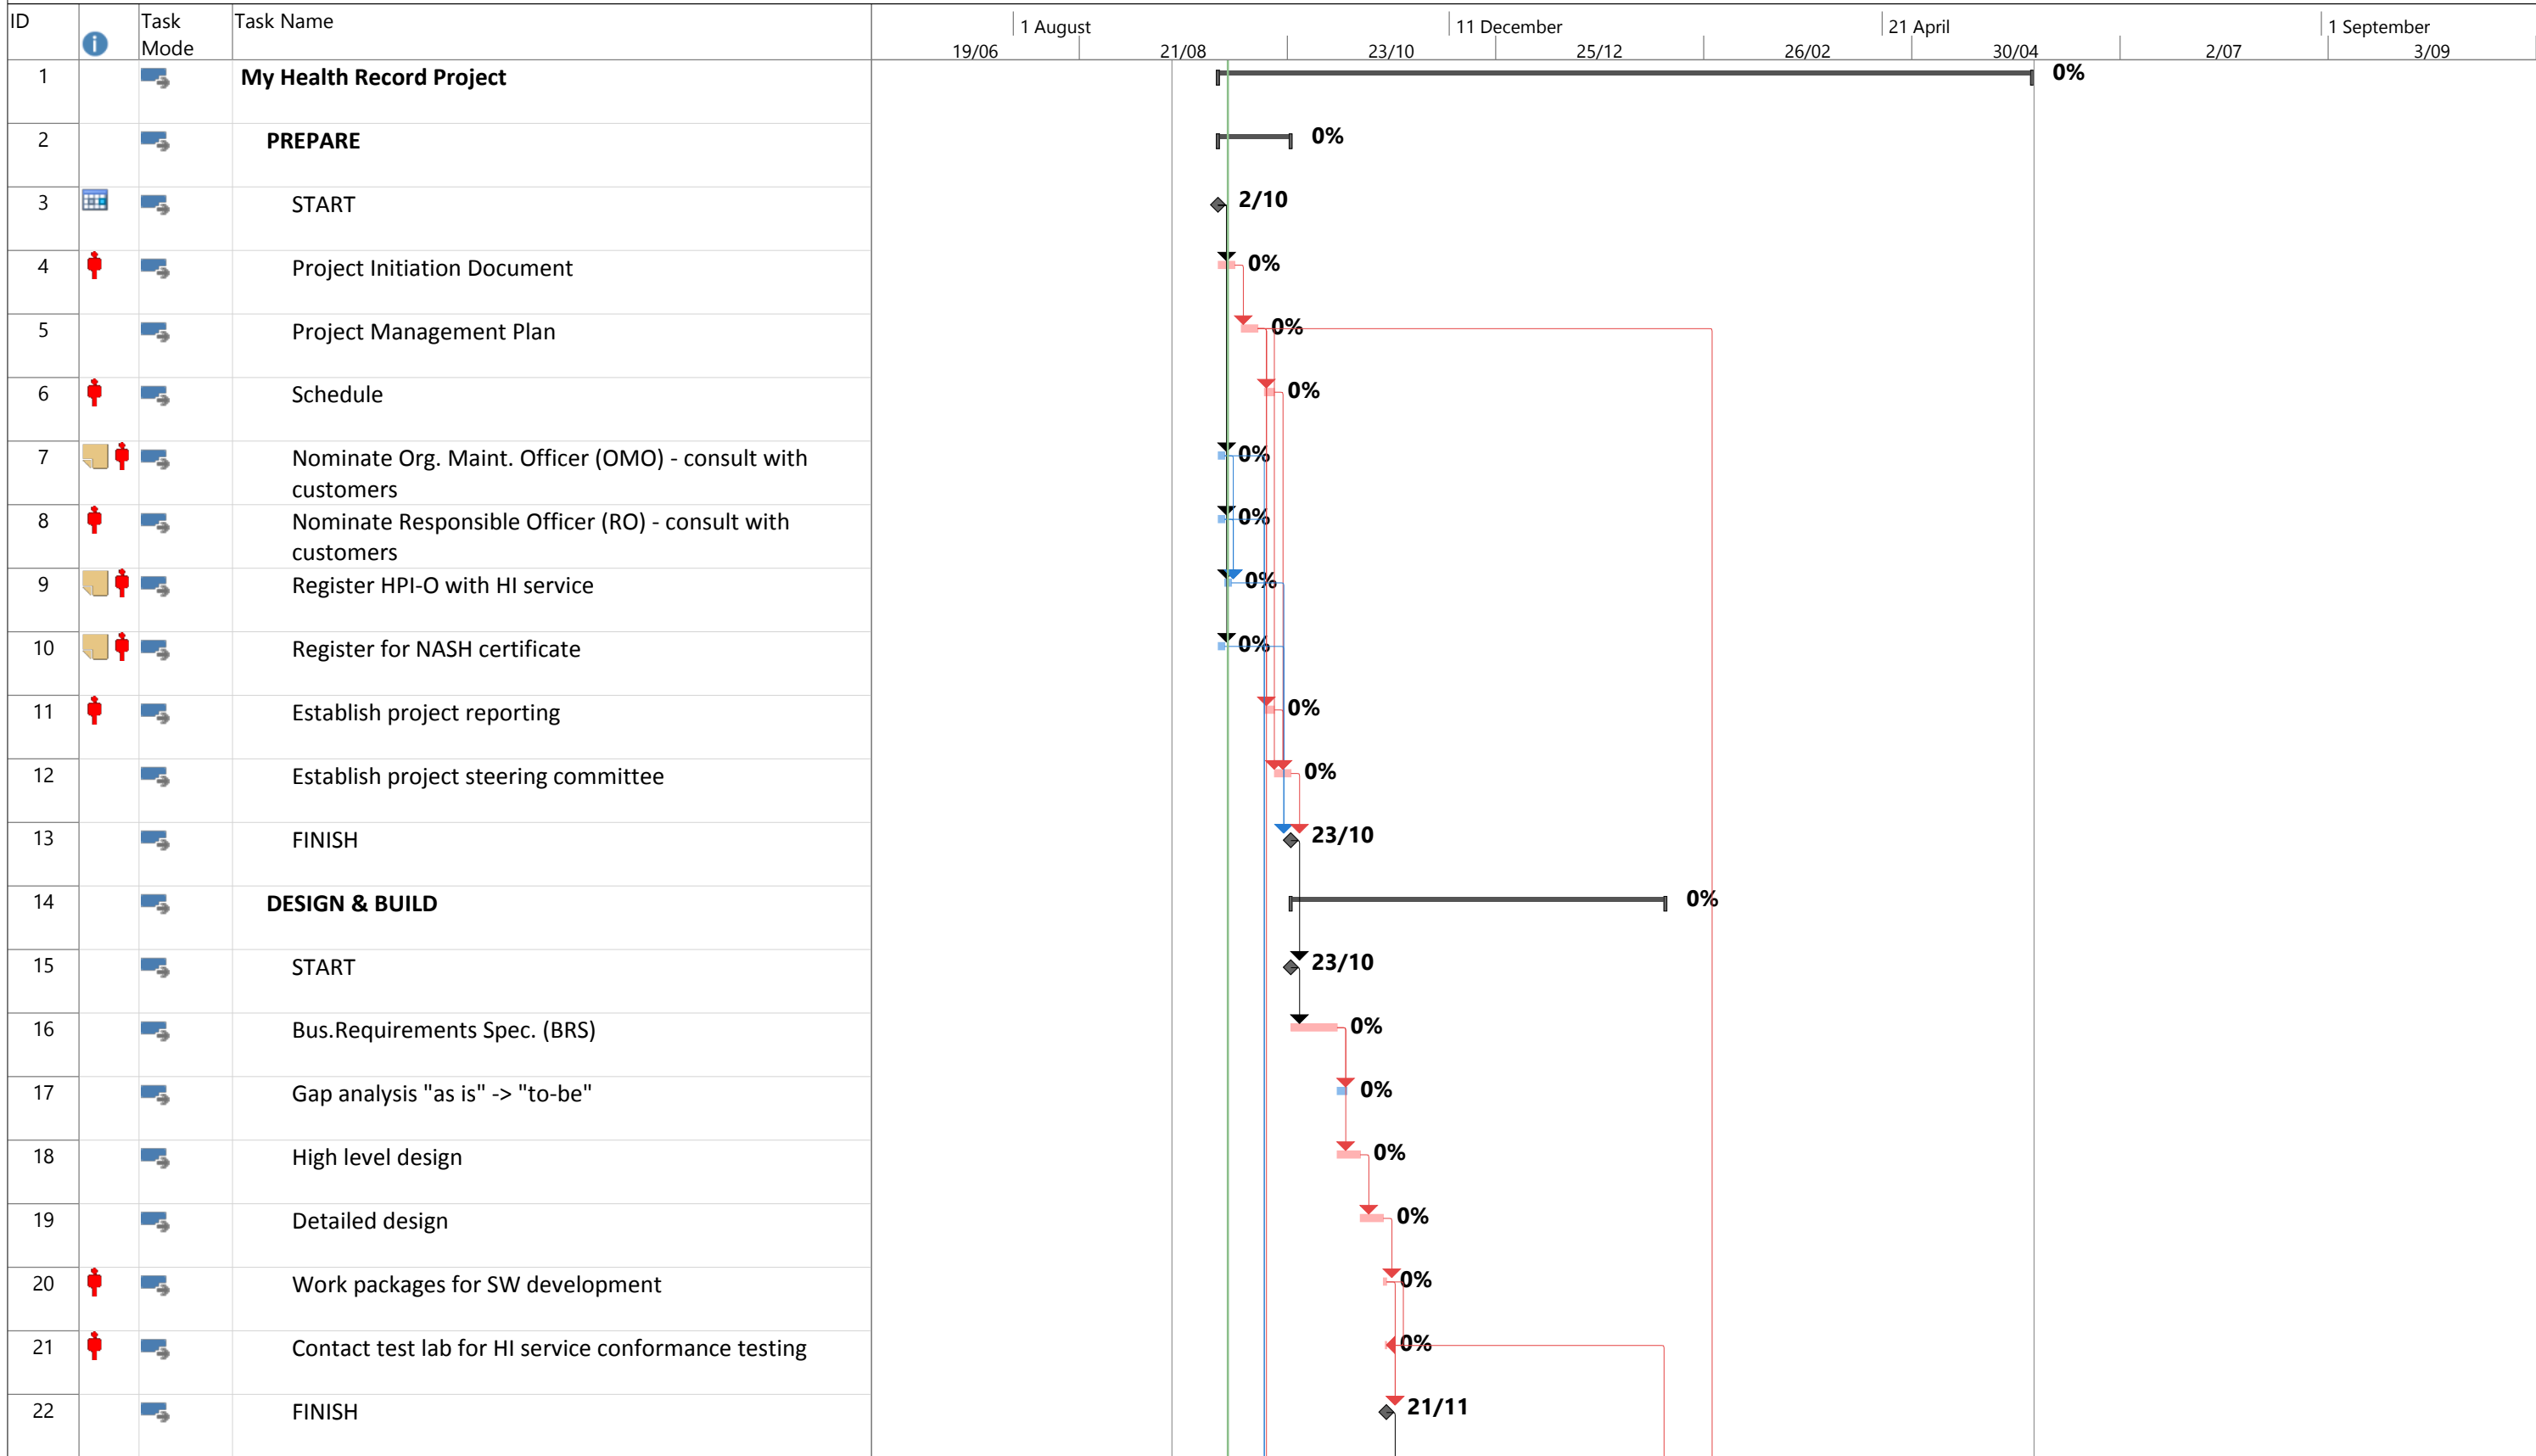 ID
Task Mode
Task Name
1 August
11 December
21 April
1 September
19/06
21/08
23/10
25/12
26/02
30/04
2/07
3/09
1 My Health Record Project 0%
2 PREPARE 0%
3 START 2/10
4 Project Initiation Document 0%
5 Project Management Plan 0%
6 Schedule 0%
7 Nominate Org. Maint. Officer (OMO) - consult with 0%
customers
8 Nominate Responsible Officer (RO) - consult with 0%
customers
9 Register HPI-O with HI service 0%
10 Register for NASH certificate 0%
11 Establish project reporting 0%
12 Establish project steering committee 0%
13 FINISH 23/10
14 DESIGN & BUILD 0%
15 START 23/10
16 Bus.Requirements Spec. (BRS) 0%
17 Gap analysis "as is" -> "to-be" 0%
18 High level design 0%
19 Detailed design 0%
20 Work packages for SW development 0%
21 Contact test lab for HI service conformance testing 0%
22 FINISH 21/11